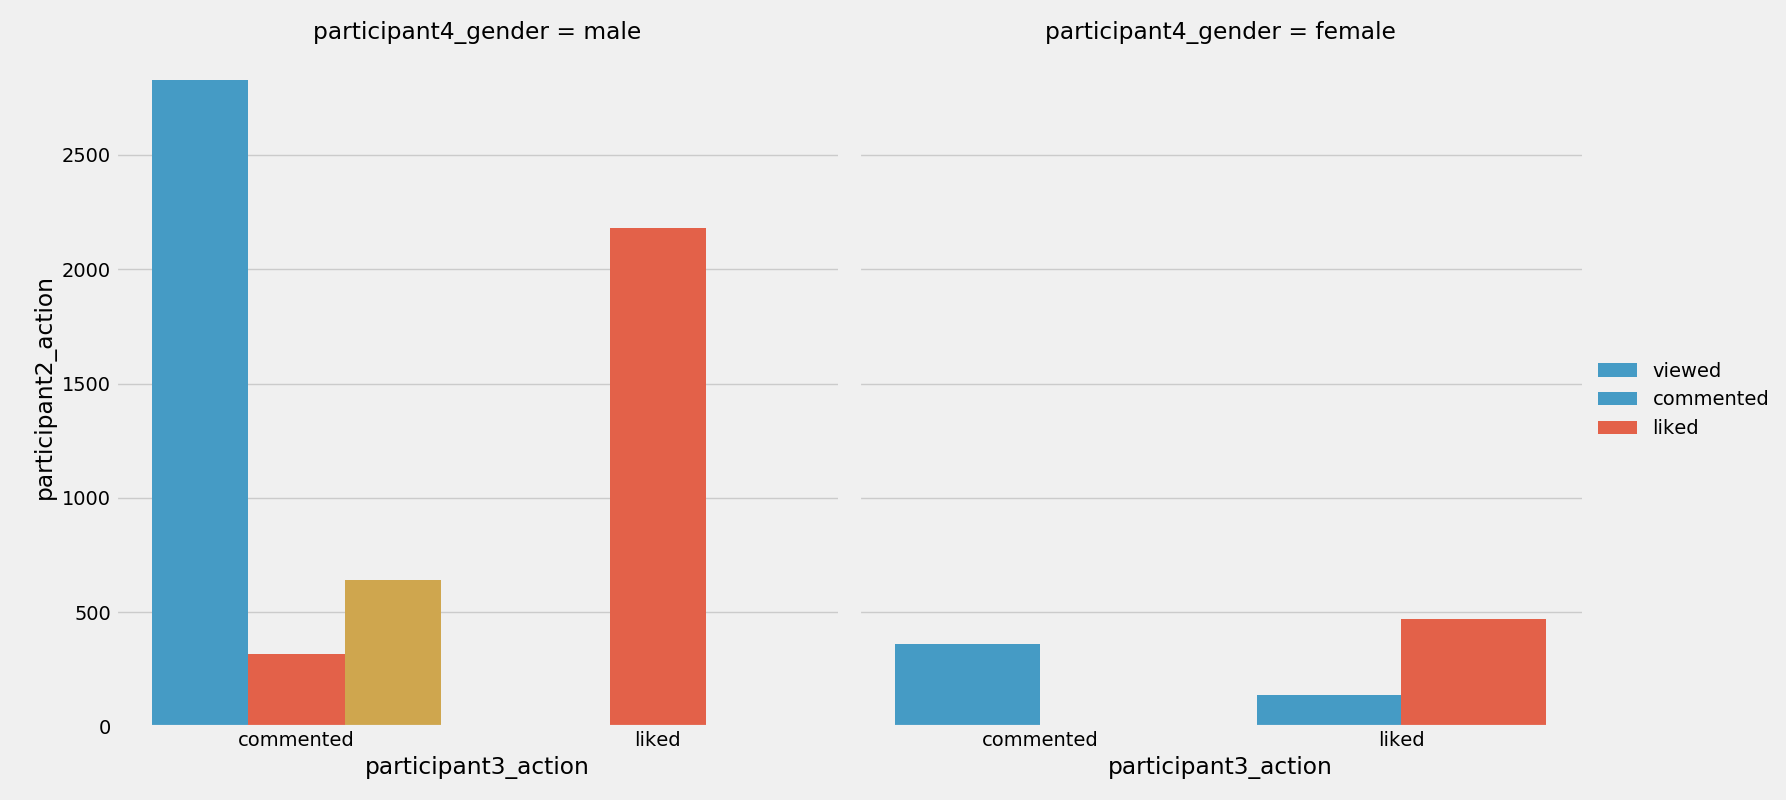 participant4_gender = male
participant4_gender = female
participant2_action
2500
2000
1500
1000
500
0
commented
liked
commented
liked
participant3_action
participant3_action
viewed
commented
liked